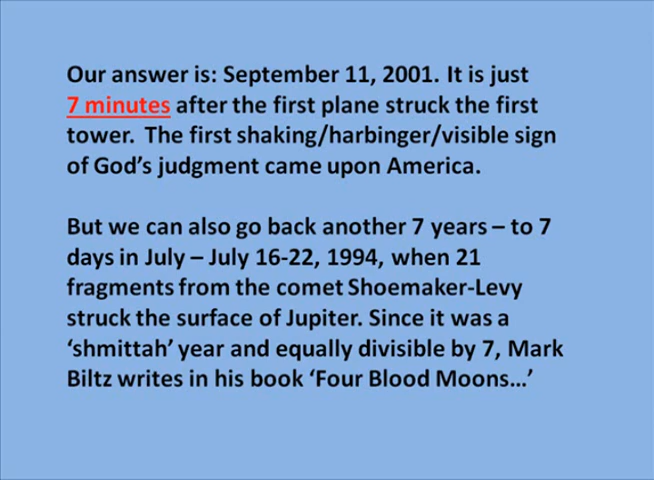 Our answer is: September 11, 2001. It is just
7 minutes after the first plane struck the first
tower.  The first shaking/harbinger/visible sign
of God’s judgment came upon America.
But we can also go back another 7 years – to 7
days in July – July 16-22, 1994, when 21
fragments from the comet Shoemaker-Levy
struck the surface of Jupiter. Since it was a
‘shmittah’ year and equally divisible by 7, Mark
Biltz writes in his book ‘Four Blood Moons…’